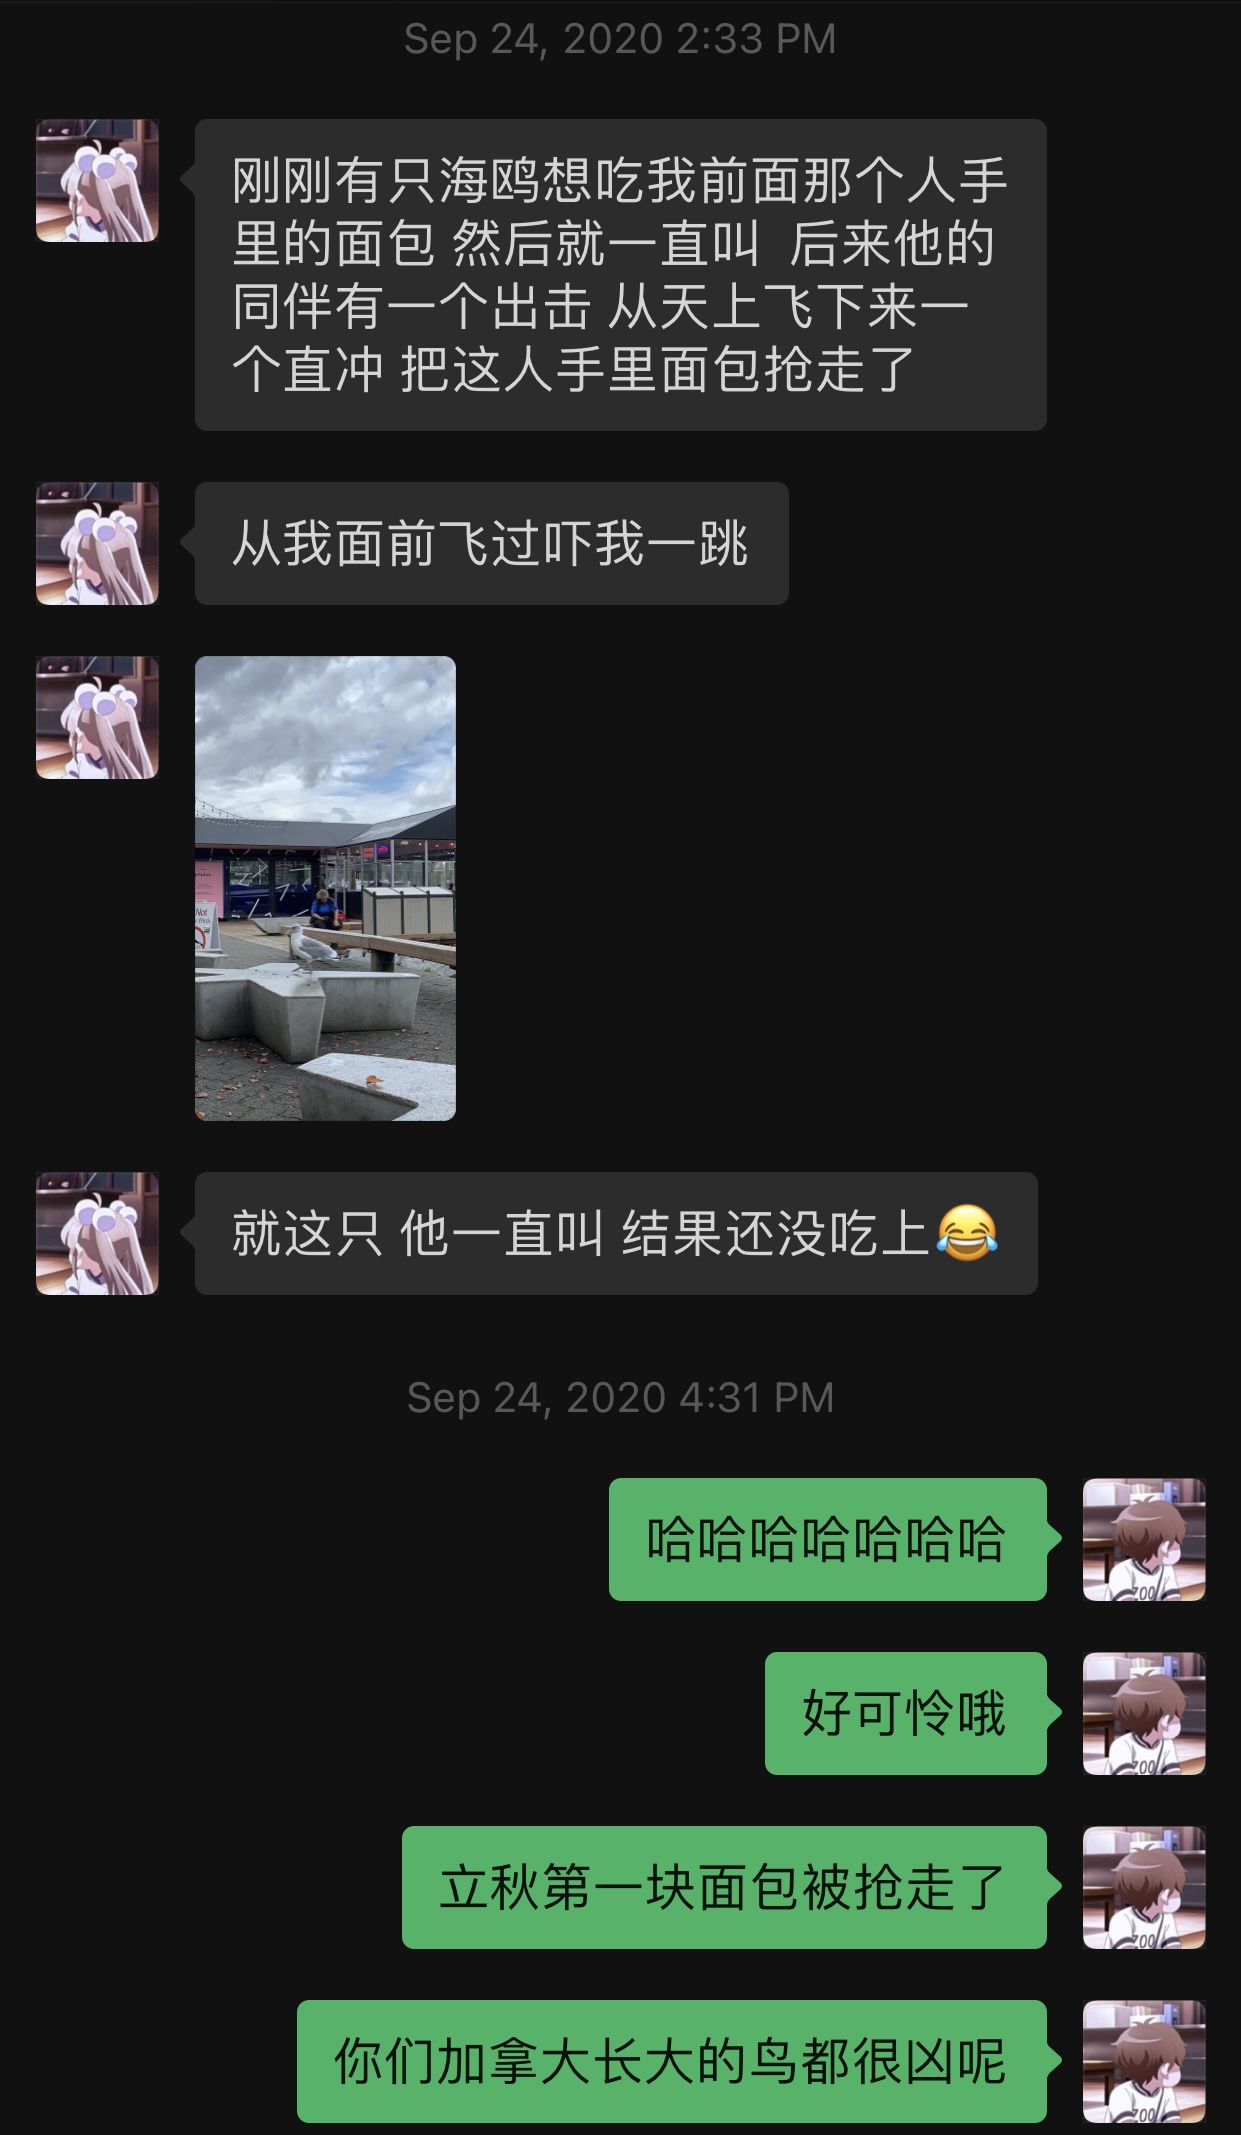 Sep 24, 2020 2:33 PM
刚刚有只海鸥想吃我前面那个人手
里的面包 然后就一直叫  后来他的
同伴有一个出击 从天上飞下来一
个直冲 把这人手里面包抢走了
从我面前飞过吓我一跳
Not
就这只 他一直叫 结果还没吃上😂
Sep 24, 2020 4:31 PM
哈哈哈哈哈哈哈
ZOO
好可怜哦
ZOO
立秋第一块面包被抢走了
ZOO
你们加拿大长大的鸟都很凶呢
ZOO